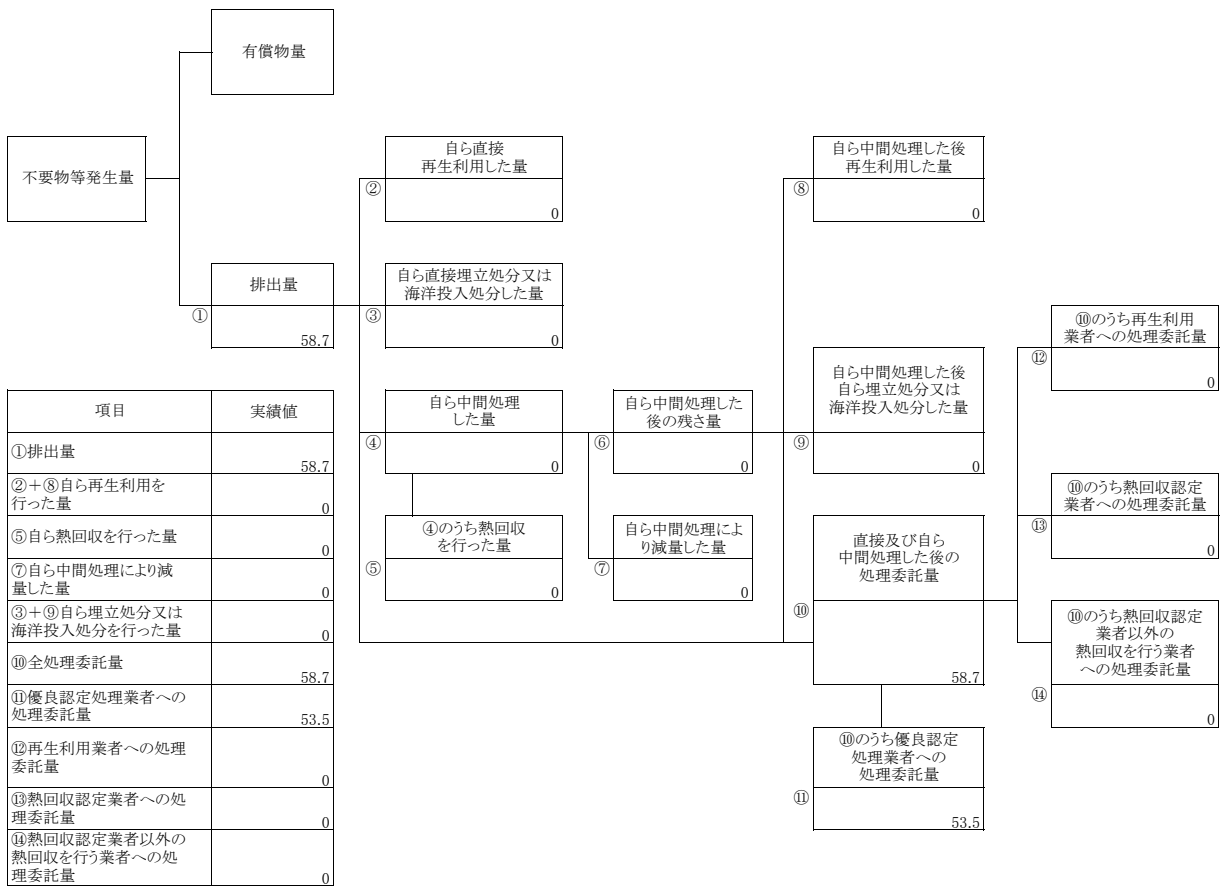 有償物量
不要物等発生量
自ら直接
再生利用した量
②
0
自ら中間処理した後
再生利用した量
⑧
0
排出量
①
58.7
自ら直接埋立処分又は
海洋投入処分した量
③
0
⑩のうち再生利用
業者への処理委託量
⑫
0
自ら中間処理
した量
④
0
自ら中間処理した
後の残さ量
⑥
0
自ら中間処理した後
自ら埋立処分又は
海洋投入処分した量
⑨
0
⑩のうち熱回収認定
業者への処理委託量
⑬
0
④のうち熱回収
を行った量
⑤
0
自ら中間処理によ
り減量した量
⑦
0
直接及び自ら
中間処理した後の
処理委託量
⑩
58.7
⑩のうち熱回収認定
業者以外の
熱回収を行う業者
への処理委託量
⑭
0
⑩のうち優良認定
処理業者への
処理委託量
⑪
53.5
項目 実績値
①排出量
58.7
②＋⑧自ら再生利用を
行った量
0
⑤自ら熱回収を行った量
0
⑦自ら中間処理により減
量した量
0
③＋⑨自ら埋立処分又は
海洋投入処分を行った量
0
⑩全処理委託量
58.7
⑪優良認定処理業者への
処理委託量
53.5
⑫再生利用業者への処理
委託量
0
⑬熱回収認定業者への処
理委託量
0
⑭熱回収認定業者以外の
熱回収を行う業者への処
理委託量
0